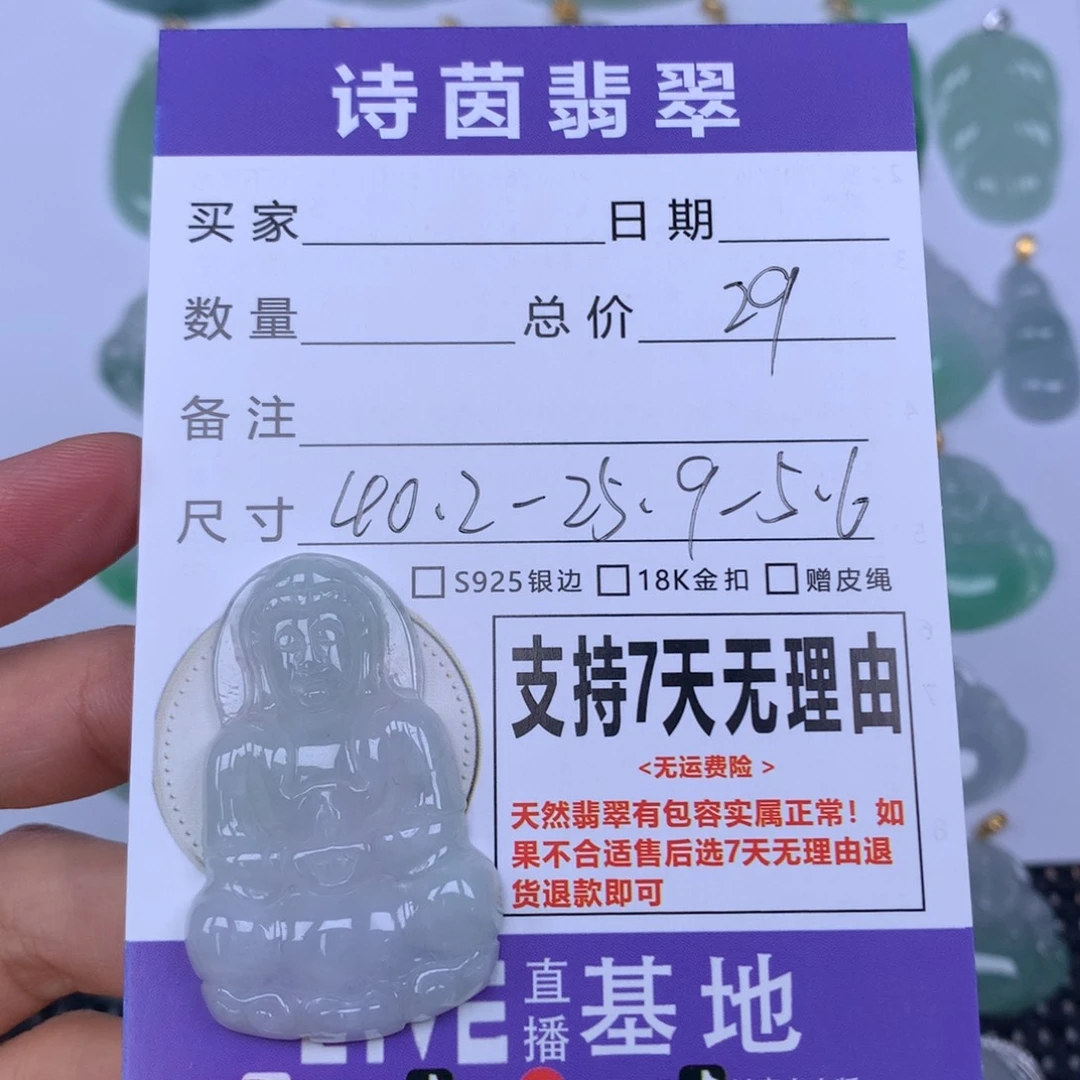 诗茵翡翠
买家 日期
数量 总价 29
备注
尺寸 40.2-25.9-5.6
S925银边 18K金扣 赠皮绳
支持7天无理由
<无运费险 >
天然翡翠有包容实属正常！如
果不合适售后选7天无理由退
货退款即可
LIVE 直播 基地